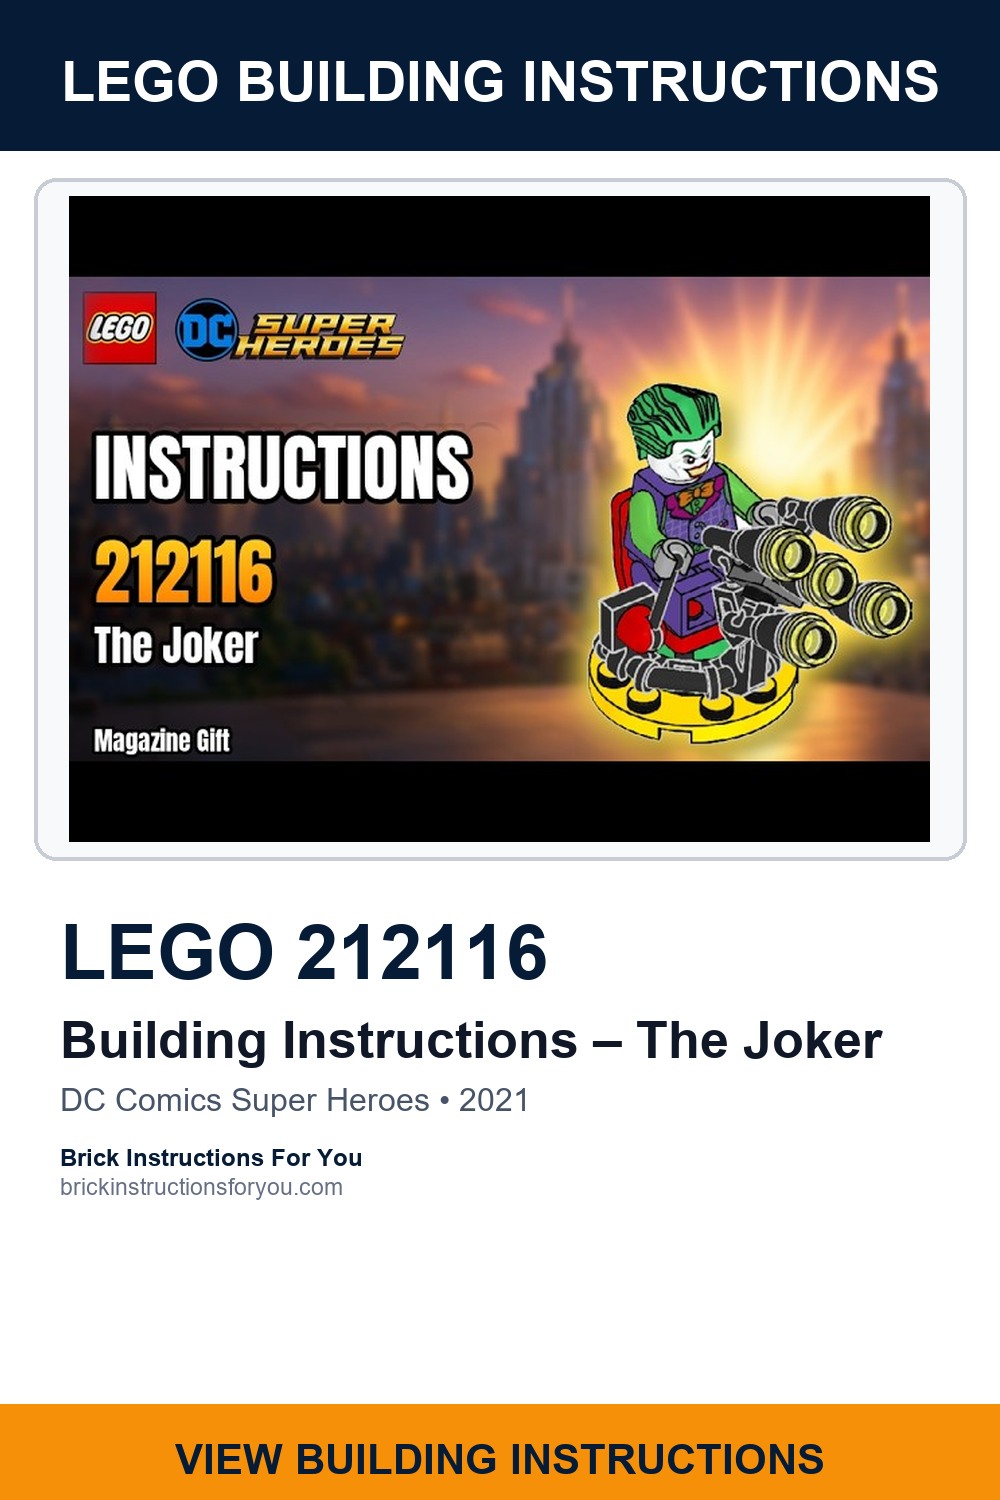 LEGO BUILDING INSTRUCTIONS
LEGO DC SUPER HEROES
INSTRUCTIONS
212116
The Joker
Magazine Gift
LEGO 212116
Building Instructions – The Joker
DC Comics Super Heroes • 2021
Brick Instructions For You
brickinstructionsforyou.com
VIEW BUILDING INSTRUCTIONS